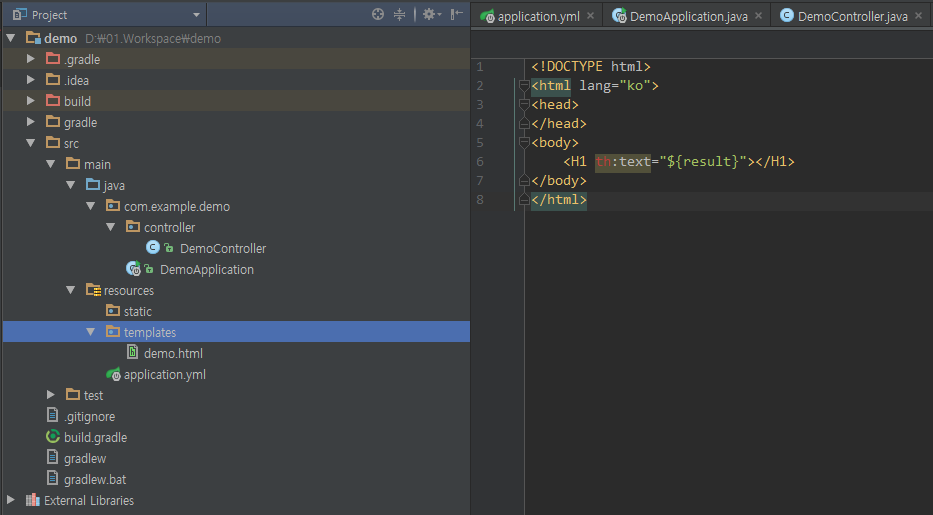 Project
demo D:₩01.Workspace₩demo
.gradle
.idea
build
gradle
src
main
java
com.example.demo
controller
DemoController
DemoApplication
resources
static
templates
demo.html
application.yml
test
.gitignore
build.gradle
gradlew
gradlew.bat
External Libraries
application.yml
DemoApplication.java
DemoController.java
1 <!DOCTYPE html>
2 <html lang="ko">
3 <head>
4 </head>
5 <body>
6 <H1 th:text="${result}"></H1>
7 </body>
8 </html>